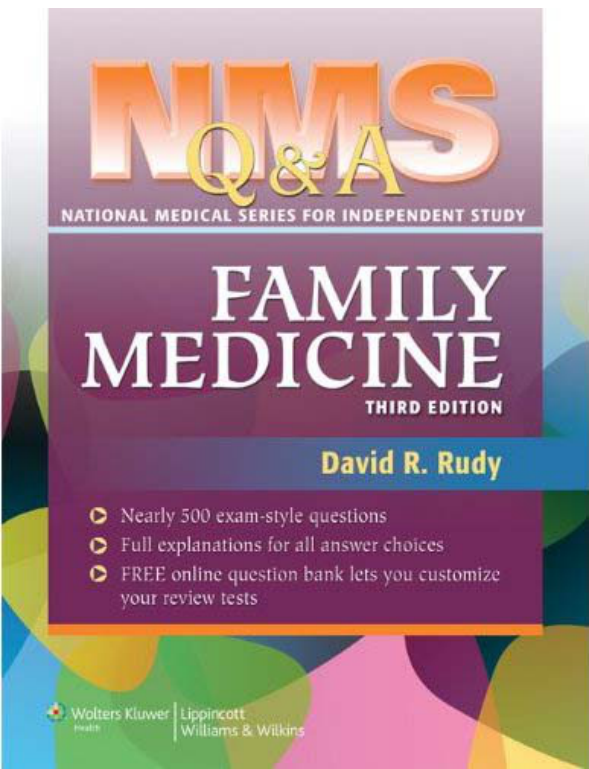 NMS
Q&A
NATIONAL MEDICAL SERIES FOR INDEPENDENT STUDY
FAMILY
MEDICINE
THIRD EDITION
David R. Rudy
Nearly 500 exam-style questions
Full explanations for all answer choices
FREE online question bank lets you customize
your review tests
Wolters Kluwer
Health
Lippincott
Williams & Wilkins